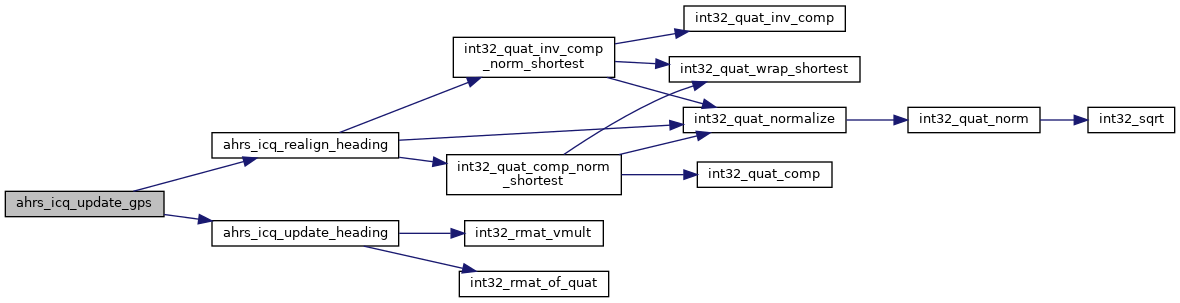 int32_quat_inv_comp
int32_quat_inv_comp
_norm_shortest
int32_quat_wrap_shortest
int32_quat_normalize
int32_quat_norm
int32_sqrt
ahrs_icq_realign_heading
int32_quat_comp_norm
_shortest
int32_quat_comp
ahrs_icq_update_gps
ahrs_icq_update_heading
int32_rmat_vmult
int32_rmat_of_quat